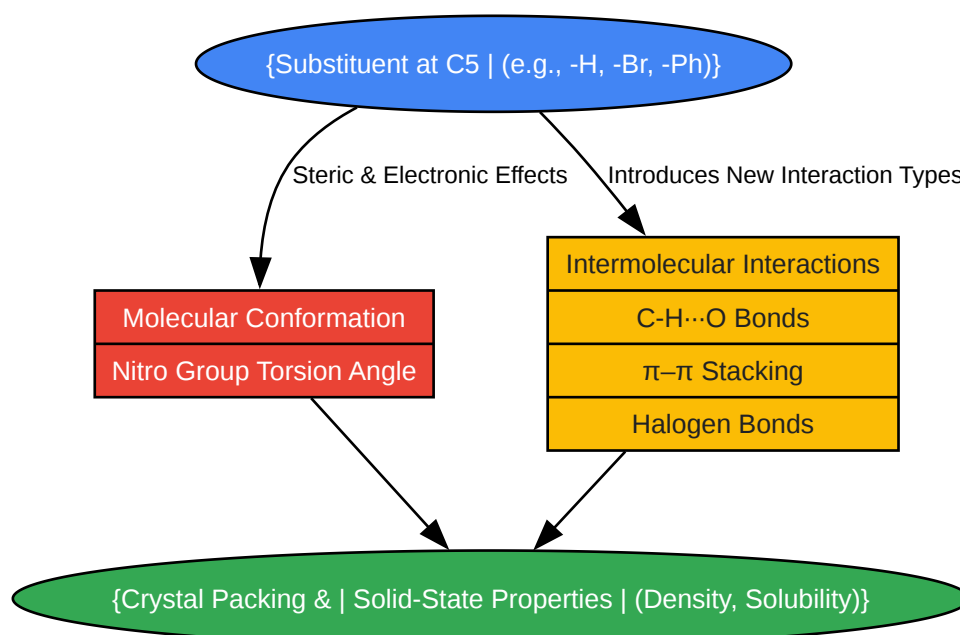 {Substituent at C5 | (e.g., -H, -Br, -Ph)}
Steric & Electronic Effects
Introduces New Interaction Types
Molecular Conformation
Nitro Group Torsion Angle
Intermolecular Interactions
C-H···O Bonds
π–π Stacking
Halogen Bonds
{Crystal Packing & | Solid-State Properties | (Density, Solubility)}